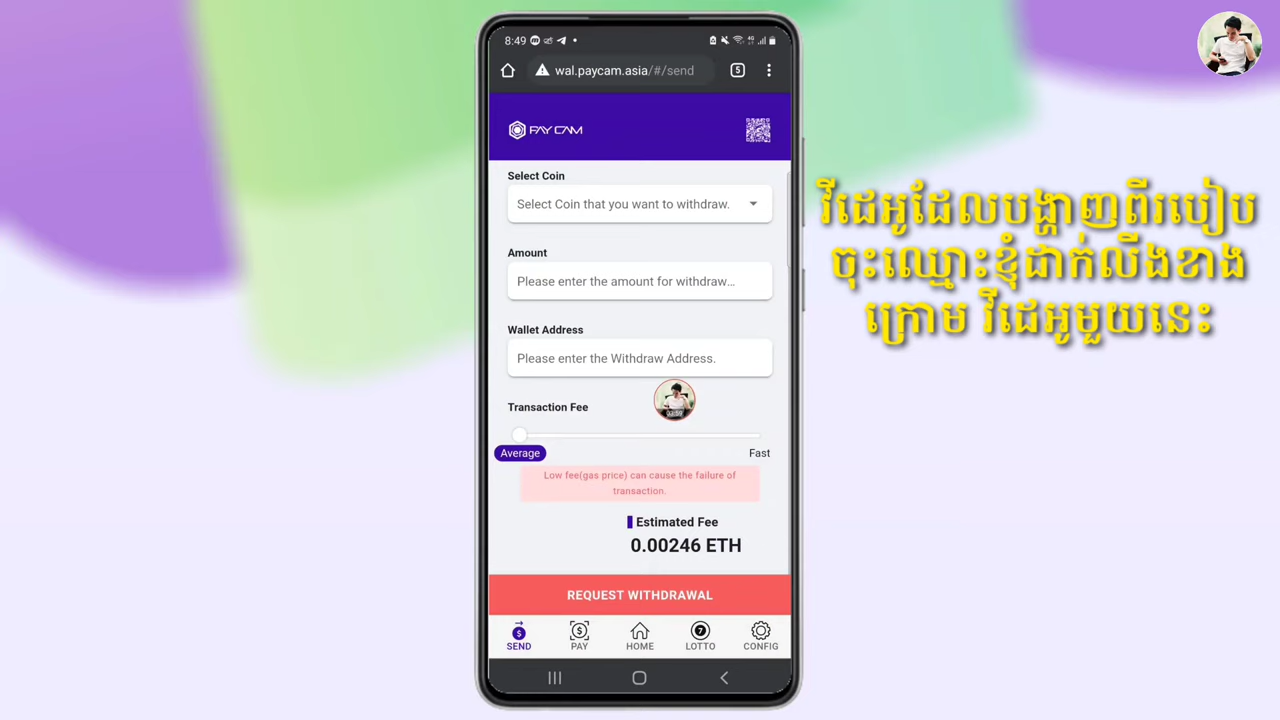 8:49
wal.paycam.asia/#/send
5
PAY CAM
Select Coin
Select Coin that you want to withdraw.
Amount
Please enter the amount for withdraw...
Wallet Address
Please enter the Withdraw Address.
Transaction Fee
Average
Fast
Low fee(gas price) can cause the failure of
transaction.
Estimated Fee
0.00246 ETH
REQUEST WITHDRAWAL
SEND
PAY
HOME
LOTTO
CONFIG
វីដេអូដែលបង្ហាញពីរបៀប
ចុះឈ្មោះខ្ញុំដាក់លីងខាង
ក្រោម វីដេអូមួយនេះ